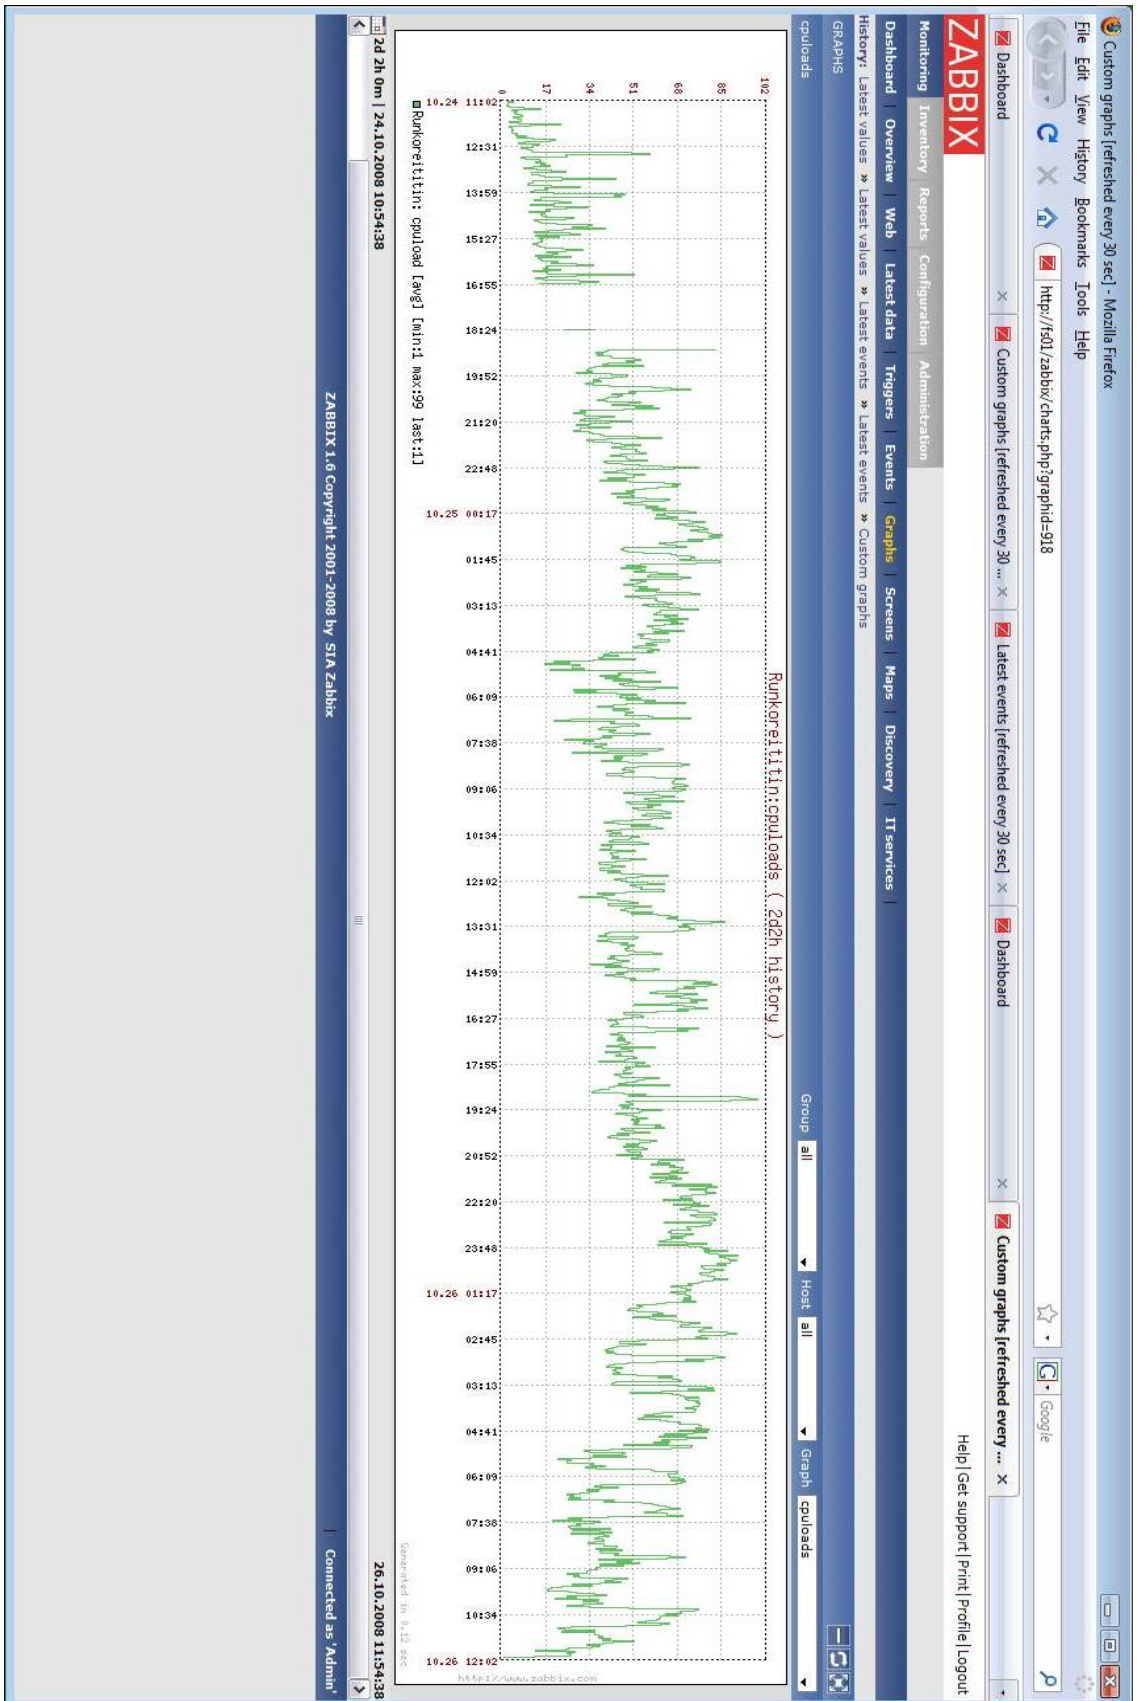 Custom graphs [refreshed every 30 sec] - Mozilla Firefox
File Edit View History Bookmarks Tools Help
http://fs01/zabbix/charts.php?graphid=918
Google
Dashboard
Custom graphs [refreshed every 30 ...
Latest events [refreshed every 30 sec]
Dashboard
Custom graphs [refreshed every ...
ZABBIX
Help | Get support | Print | Profile | Logout
Monitoring Inventory Reports Configuration Administration
Dashboard | Overview | Web | Latest data | Triggers | Events | Graphs | Screens | Maps | Discovery | IT services |
History: Latest values » Latest values » Latest events » Latest events » Custom graphs
GRAPHS
cpuloads Group all Host all Graph cpuloads
Runkoreititin:cpuloads ( 2d2h history )
102
85
68
51
34
17
0
10.24 11:02
12:31
13:59
15:27
16:55
18:24
19:52
21:20
22:48
10.25 00:17
01:45
03:13
04:41
06:09
07:38
09:06
10:34
12:02
13:31
14:59
16:27
17:55
19:24
20:52
22:20
23:48
10.26 01:17
02:45
03:13
04:41
06:09
07:38
09:06
10:34
10.26 12:02
Runkoreititin: cpuload [avg] [min:1 max:99 last:1]
http://www.zabbix.com
Generated in 0.12 sec
2d 2h 0m | 24.10.2008 10:54:38
26.10.2008 11:54:38
ZABBIX 1.6 Copyright 2001-2008 by SIA Zabbix
| Connected as 'Admin'